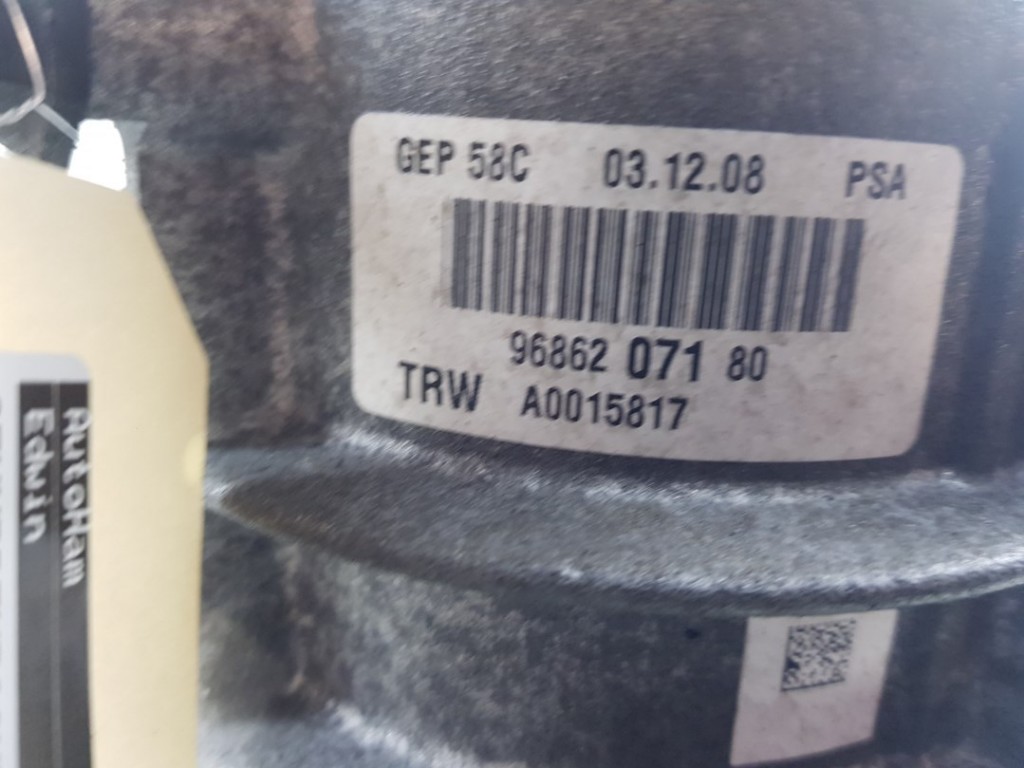 GEP 58C 03.12.08 PSA
96862 071 80
TRW A0015817
AutoHam
Edwin